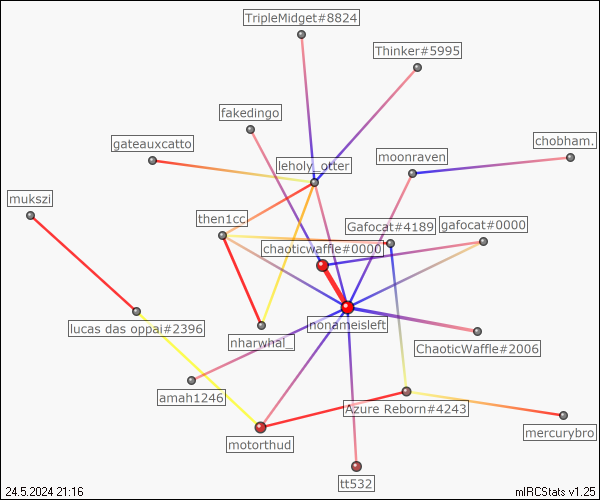 TripleMidget#8824
Thinker#5995
fakedingo
chobham.
gateauxcatto
moonraven
leholy_otter
mukszi
then1cc
Gafocat#4189
gafocat#0000
chaoticwaffle#0000
lucas das oppai#2396
nonameisleft
nharwhal_
ChaoticWaffle#2006
amah1246
Azure Reborn#4243
mercurybro
motorthud
tt532
24.5.2024 21:16
mIRCStats v1.25